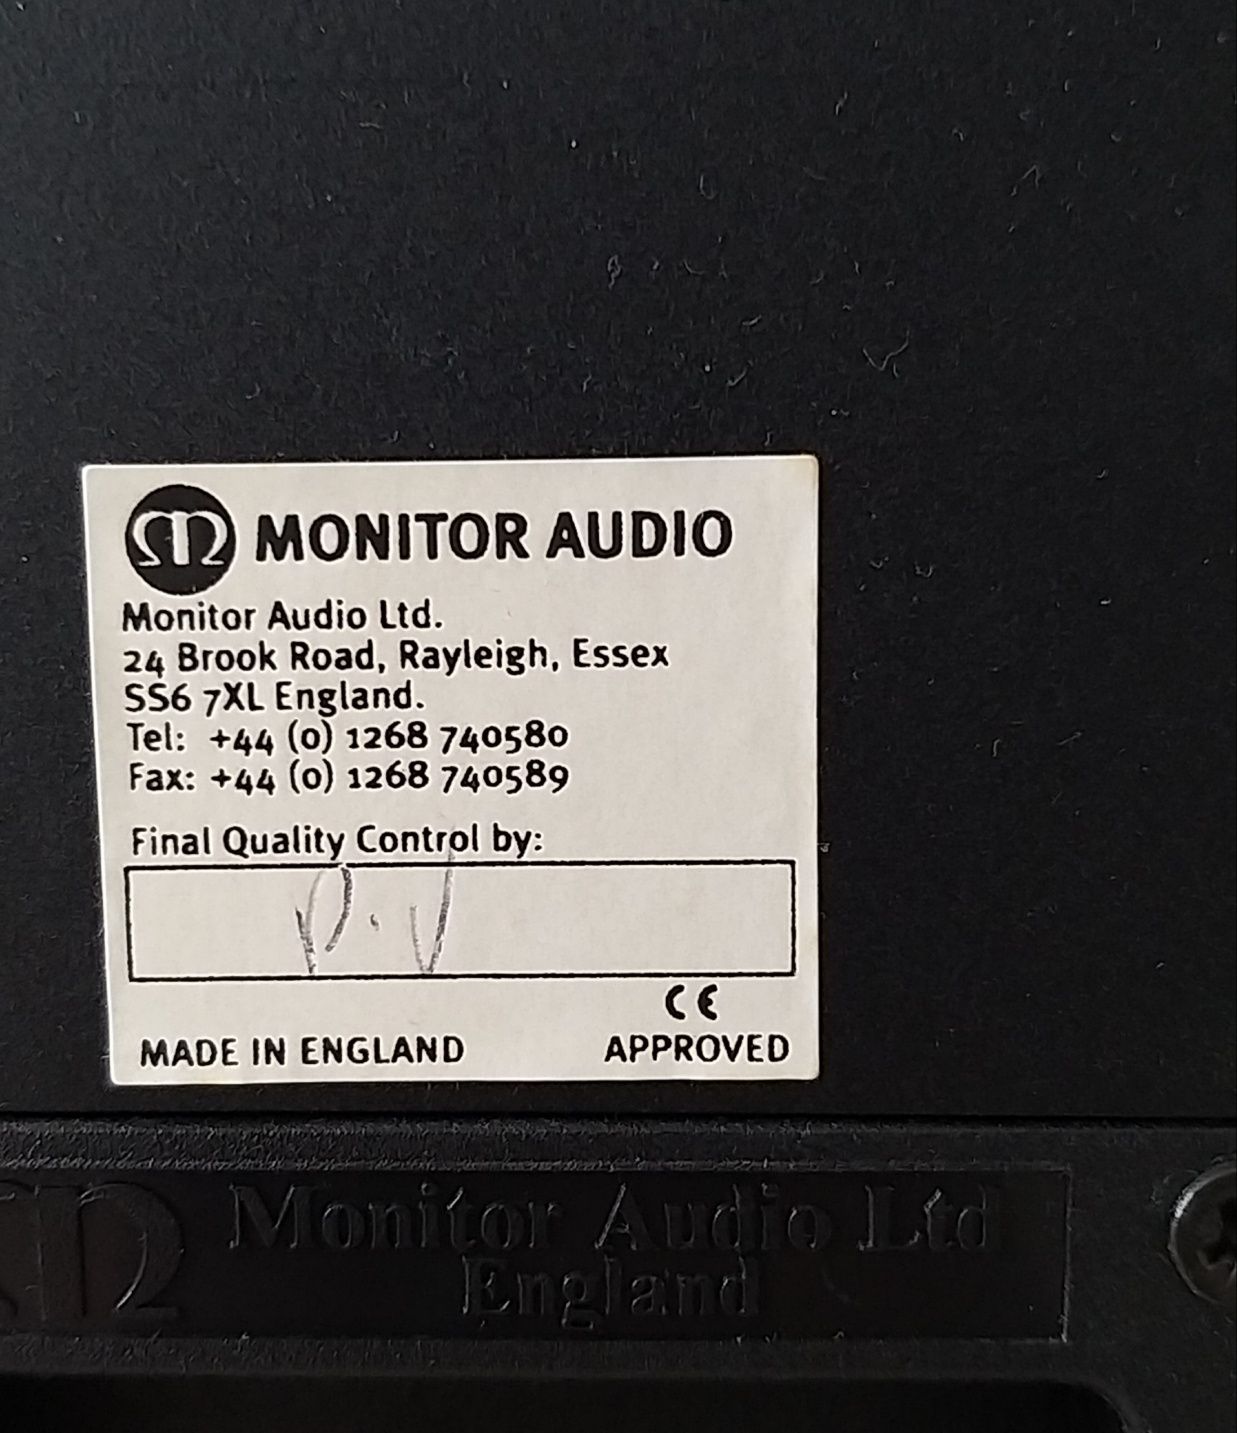 MONITOR AUDIO
Monitor Audio Ltd.
24 Brook Road, Rayleigh, Essex
SS6 7XL England.
Tel: +44 (0) 1268 740580
Fax: +44 (0) 1268 740589
Final Quality Control by:
P.V
CE
MADE IN ENGLAND APPROVED
Monitor Audio Ltd
England